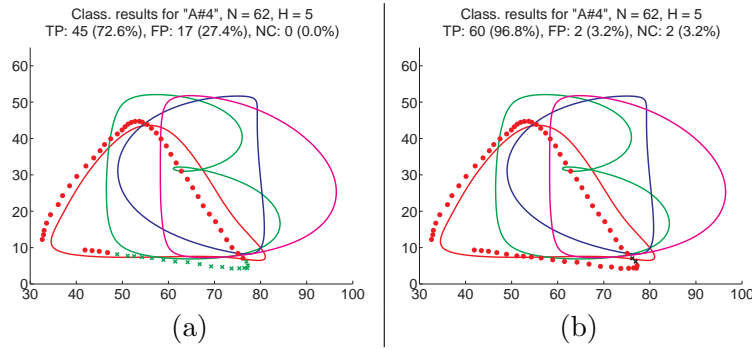 Class. results for "A#4", N = 62, H = 5
TP: 45 (72.6%), FP: 17 (27.4%), NC: 0 (0.0%)
60
50
40
30
20
10
0
30 40 50 60 70 80 90 100
(a)
Class. results for "A#4", N = 62, H = 5
TP: 60 (96.8%), FP: 2 (3.2%), NC: 2 (3.2%)
60
50
40
30
20
10
0
30 40 50 60 70 80 90 100
(b)